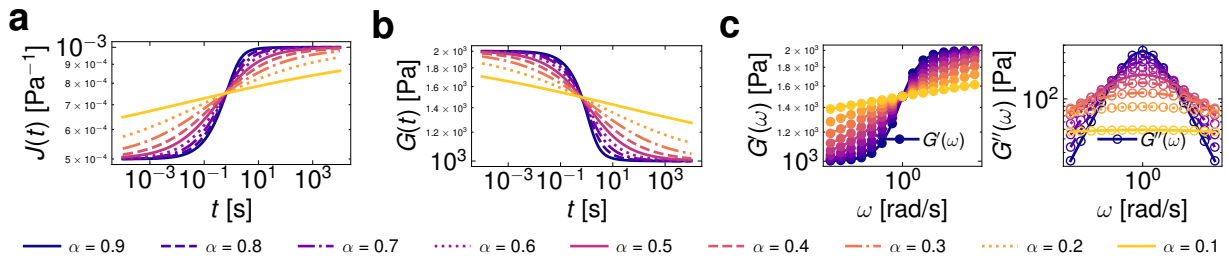 a
J(t) [Pa⁻¹]
10⁻³
9 × 10⁻⁴
8 × 10⁻⁴
7 × 10⁻⁴
6 × 10⁻⁴
5 × 10⁻⁴
10⁻³ 10⁻¹ 10¹ 10³
t [s]
b
G(t) [Pa]
2 × 10³
1.8 × 10³
1.6 × 10³
1.4 × 10³
1.2 × 10³
10³
10⁻³ 10⁻¹ 10¹ 10³
t [s]
c
G′(ω) [Pa]
2 × 10³
1.8 × 10³
1.6 × 10³
1.4 × 10³
1.2 × 10³
10³
G′(ω)
10⁰
ω [rad/s]
G″(ω) [Pa]
10²
G″(ω)
10⁰
ω [rad/s]
α = 0.9 α = 0.8 α = 0.7 α = 0.6 α = 0.5 α = 0.4 α = 0.3 α = 0.2 α = 0.1